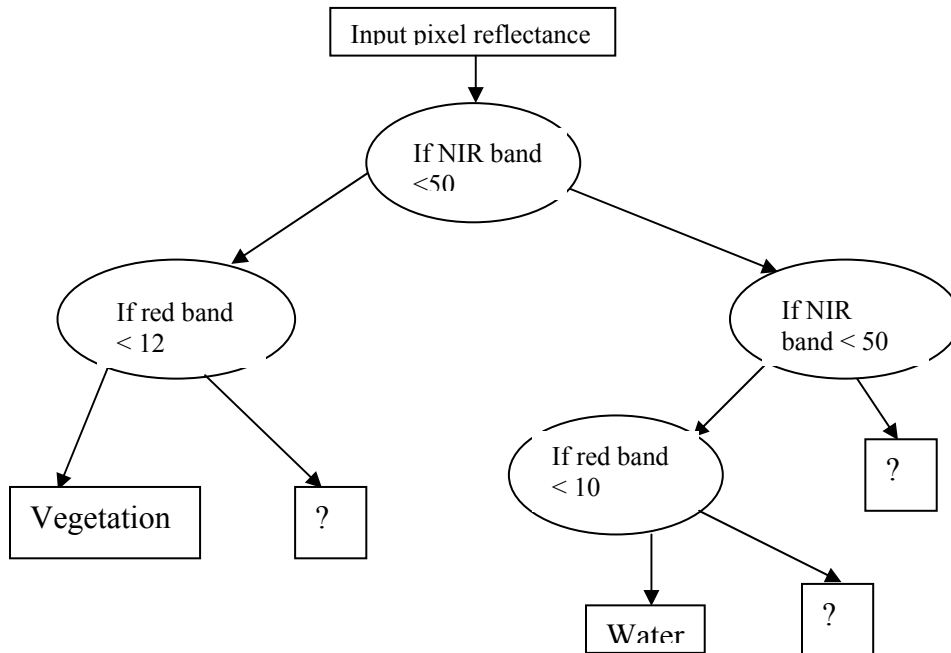 Input pixel reflectance
If NIR band
<50
If red band
< 12
If NIR
band < 50
If red band
< 10
?
Vegetation
?
?
Water